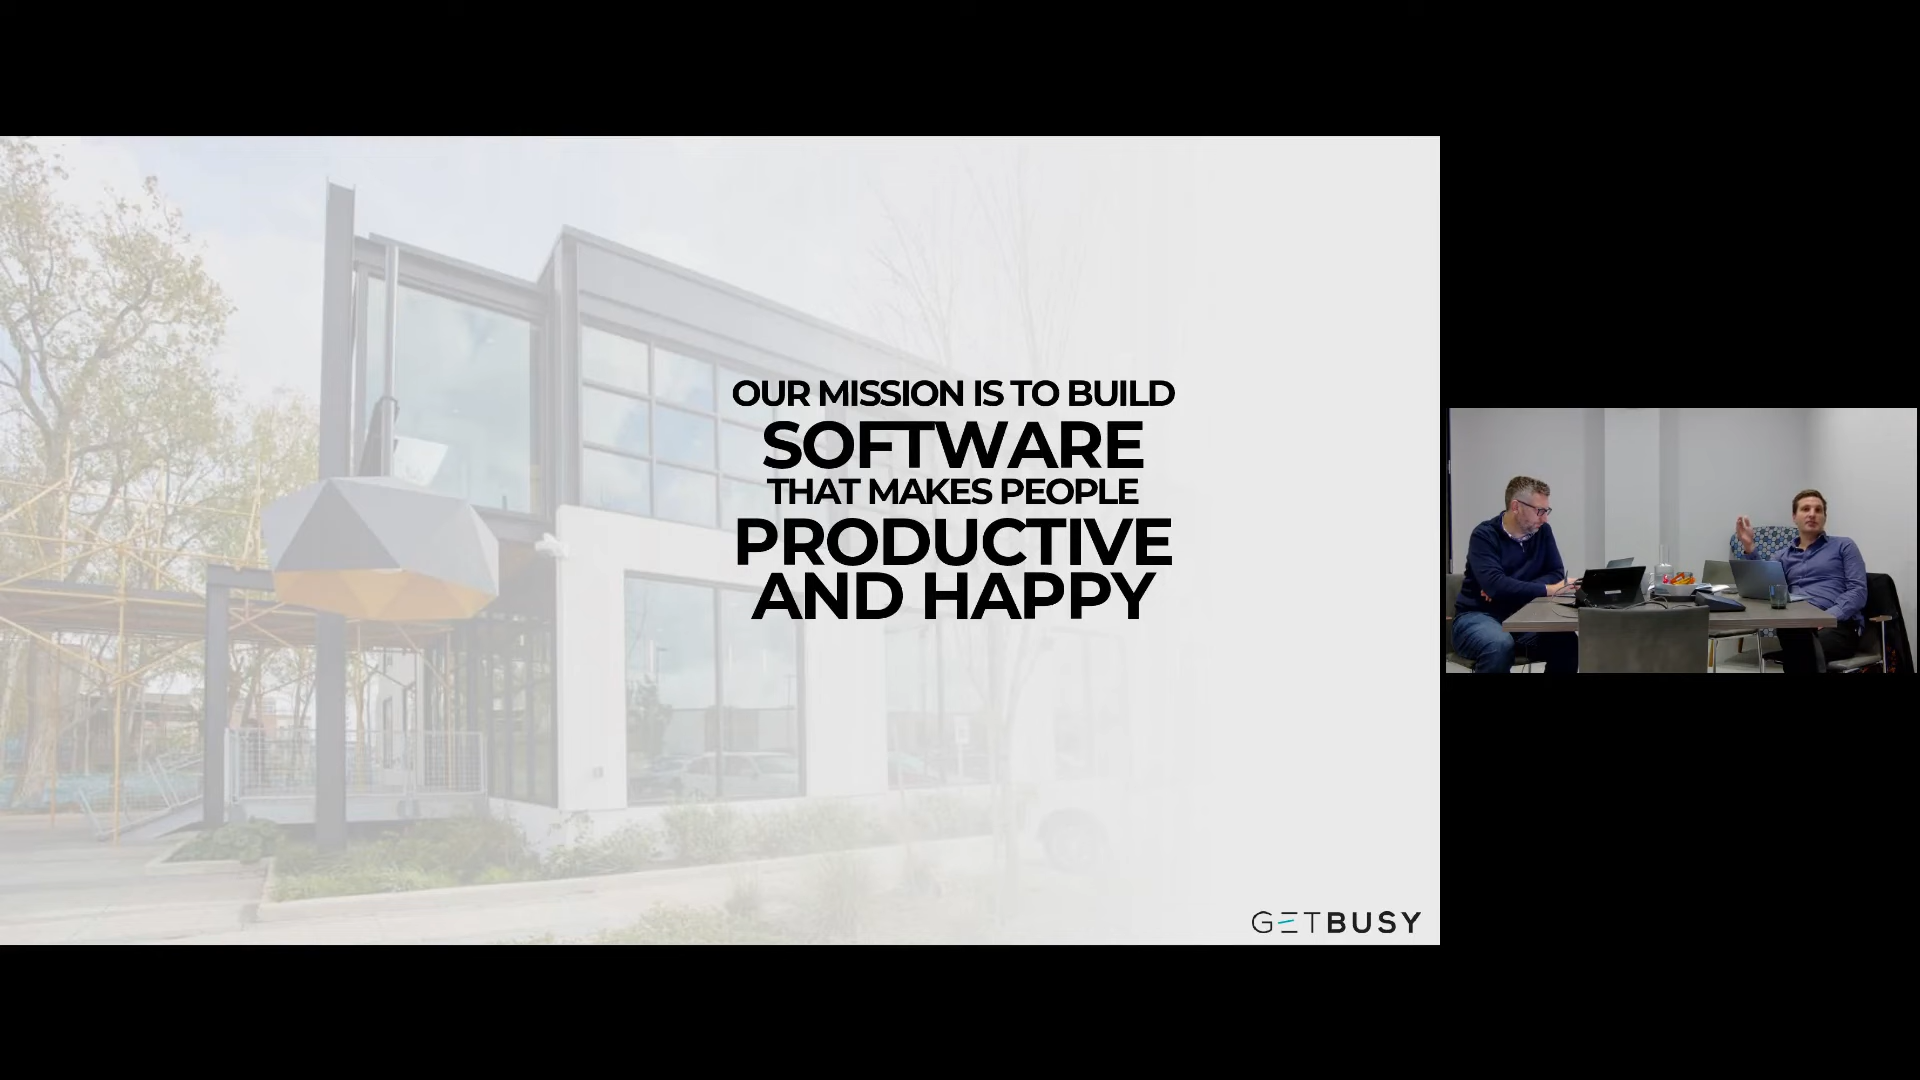 OUR MISSION IS TO BUILD
SOFTWARE
THAT MAKES PEOPLE
PRODUCTIVE
AND HAPPY
GETBUSY